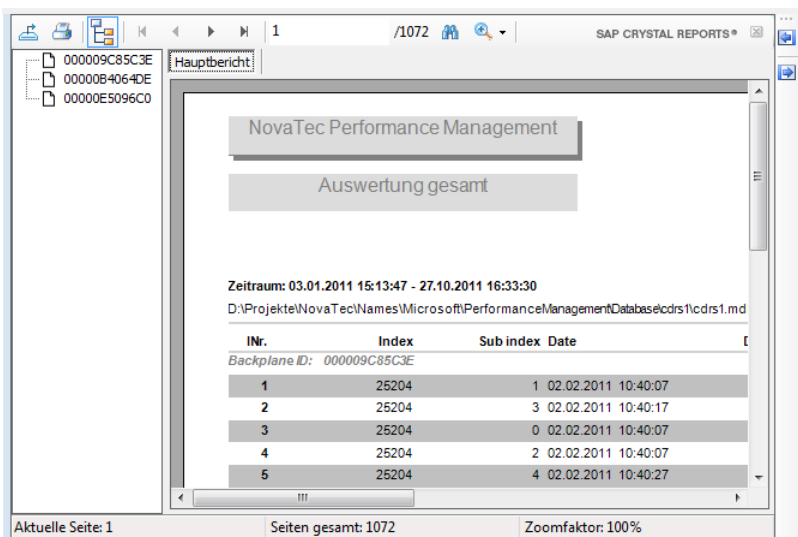 1 /1072 SAP CRYSTAL REPORTS®
000009C85C3E
00000B4064DE
00000E5096C0
Hauptbericht
NovaTec Performance Management
Auswertung gesamt
Zeitraum: 03.01.2011 15:13:47 - 27.10.2011 16:33:30
D:\Projekte\NovaTec\Names\Microsoft\PerformanceManagement\Database\cdrs1\cdrs1.md
lNr. Index Sub index Date D
Backplane ID: 000009C85C3E
1 25204 1 02.02.2011 10:40:07
2 25204 3 02.02.2011 10:40:17
3 25204 0 02.02.2011 10:40:07
4 25204 2 02.02.2011 10:40:07
5 25204 4 02.02.2011 10:40:27
Aktuelle Seite: 1 Seiten gesamt: 1072 Zoomfaktor: 100%